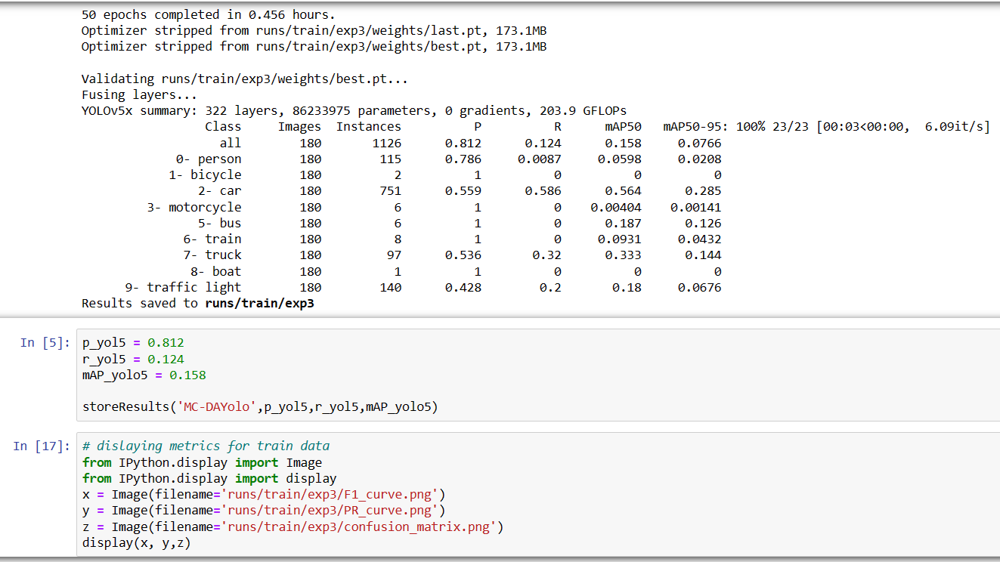 50 epochs completed in 0.456 hours.
Optimizer stripped from runs/train/exp3/weights/last.pt, 173.1MB
Optimizer stripped from runs/train/exp3/weights/best.pt, 173.1MB
Validating runs/train/exp3/weights/best.pt...
Fusing layers...
YOLOv5x summary: 322 layers, 86233975 parameters, 0 gradients, 203.9 GFLOPs
Class Images Instances P R mAP50 mAP50-95: 100% 23/23 [00:03<00:00, 6.09it/s]
all 180 1126 0.812 0.124 0.158 0.0766
0- person 180 115 0.786 0.0087 0.0598 0.0208
1- bicycle 180 2 1 0 0 0
2- car 180 751 0.559 0.586 0.564 0.285
3- motorcycle 180 6 1 0 0.00404 0.00141
5- bus 180 6 1 0 0.187 0.126
6- train 180 8 1 0 0.0931 0.0432
7- truck 180 97 0.536 0.32 0.333 0.144
8- boat 180 1 1 0 0 0
9- traffic light 180 140 0.428 0.2 0.18 0.0676
Results saved to runs/train/exp3
In [5]: p_yol5 = 0.812
r_yol5 = 0.124
mAP_yolo5 = 0.158
storeResults('MC-DAYolo',p_yol5,r_yol5,mAP_yolo5)
In [17]: # dislaying metrics for train data
from IPython.display import Image
from IPython.display import display
x = Image(filename='runs/train/exp3/F1_curve.png')
y = Image(filename='runs/train/exp3/PR_curve.png')
z = Image(filename='runs/train/exp3/confusion_matrix.png')
display(x, y,z)